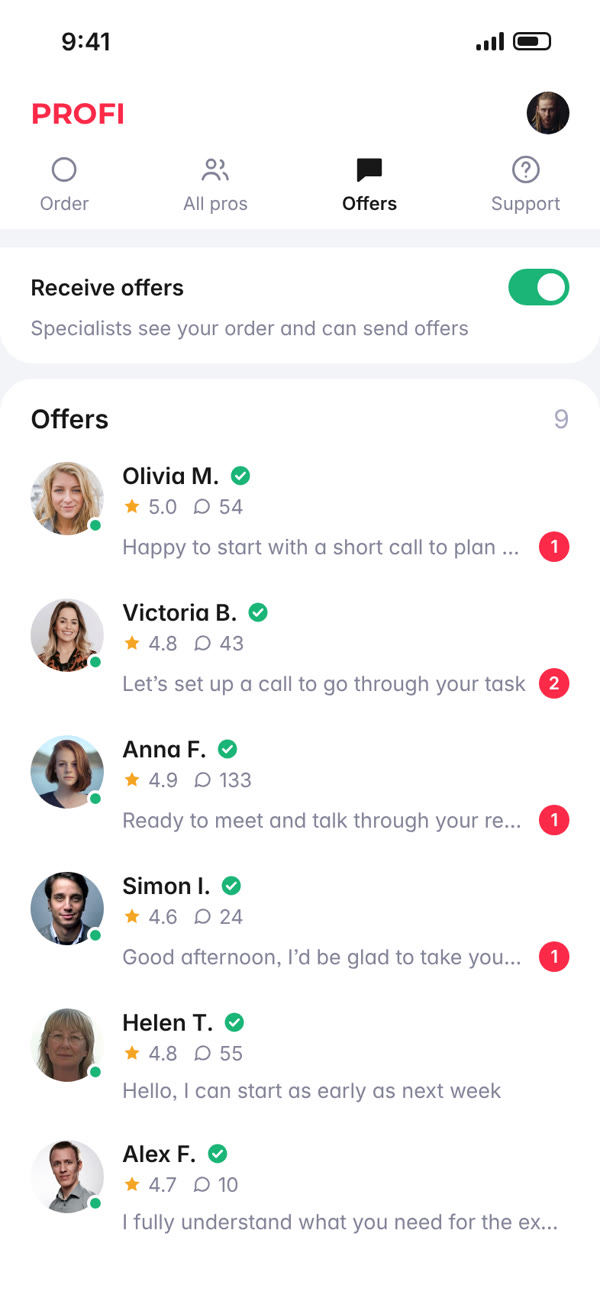 9:41
PROFI
Order
All pros
Offers
Support
Receive offers
Specialists see your order and can send offers
Offers 9
Olivia M.
5.0 54
Happy to start with a short call to plan ... 1
Victoria B.
4.8 43
Let’s set up a call to go through your task 2
Anna F.
4.9 133
Ready to meet and talk through your re... 1
Simon I.
4.6 24
Good afternoon, I’d be glad to take you... 1
Helen T.
4.8 55
Hello, I can start as early as next week
Alex F.
4.7 10
I fully understand what you need for the ex...